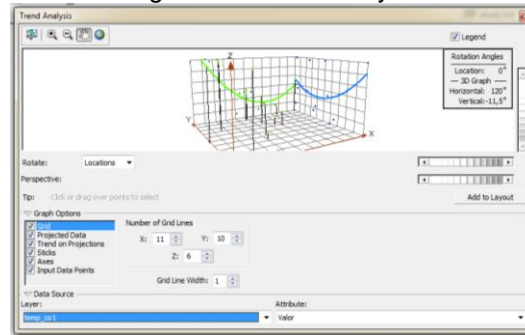 Trend Analysis
Legend
Rotation Angles
Location: 0°
3D Graph
Horizontal: 120°
Vertical:-11,5°
Z
Y
X
Rotate: Locations
Perspective:
Tip: Click or drag over points to select
Add to Layout
Graph Options
Grid
Projected Data
Trend on Projections
Sticks
Axes
Input Data Points
Number of Grid Lines
X: 11 Y: 10
Z: 6
Grid Line Width: 1
Data Source
Layer: Attribute:
temp_co1 Valor